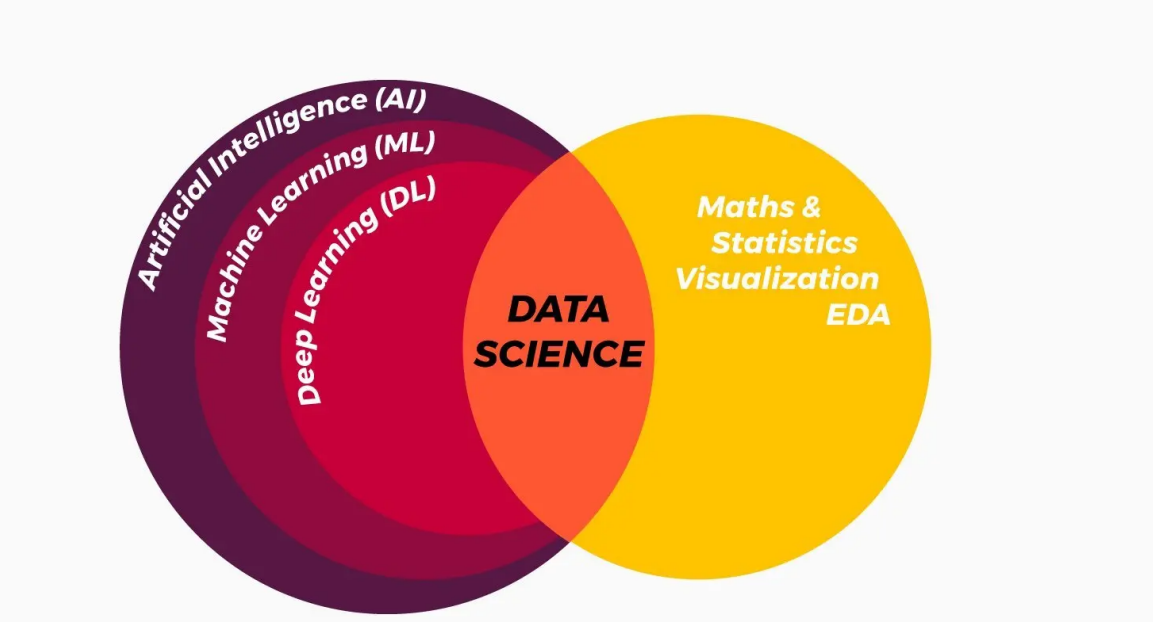 Artificial Intelligence (AI)
Machine Learning (ML)
Deep Learning (DL)
DATA
SCIENCE
Maths &
Statistics
Visualization
EDA